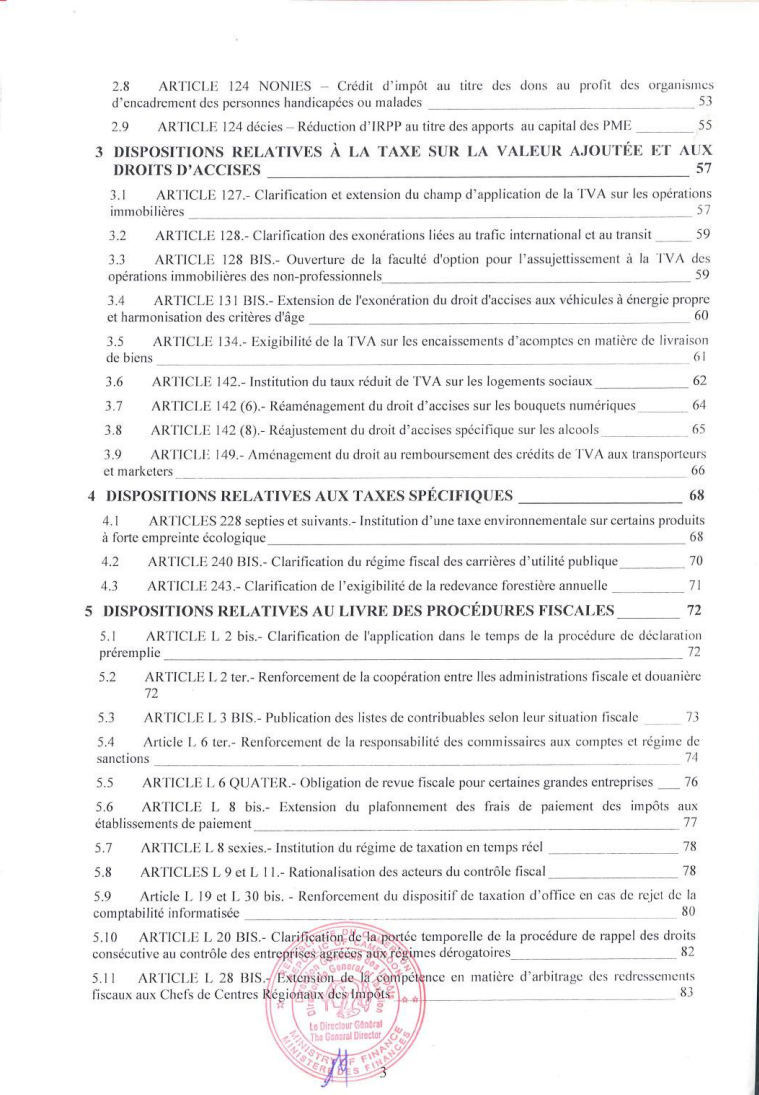 2.8 ARTICLE 124 NONIES – Crédit d'impôt au titre des dons au profit des organismes
d'encadrement des personnes handicapées ou malades 53
2.9 ARTICLE 124 décies – Réduction d'IRPP au titre des apports au capital des PME 55
3 DISPOSITIONS RELATIVES À LA TAXE SUR LA VALEUR AJOUTÉE ET AUX
DROITS D'ACCISES 57
3.1 ARTICLE 127.- Clarification et extension du champ d'application de la TVA sur les opérations
immobilières 57
3.2 ARTICLE 128.- Clarification des exonérations liées au trafic international et au transit 59
3.3 ARTICLE 128 BIS.- Ouverture de la faculté d'option pour l'assujettissement à la TVA des
opérations immobilières des non-professionnels 59
3.4 ARTICLE 131 BIS.- Extension de l'exonération du droit d'accises aux véhicules à énergie propre
et harmonisation des critères d'âge 60
3.5 ARTICLE 134.- Exigibilité de la TVA sur les encaissements d'acomptes en matière de livraison
de biens 61
3.6 ARTICLE 142.- Institution du taux réduit de TVA sur les logements sociaux 62
3.7 ARTICLE 142 (6).- Réaménagement du droit d'accises sur les bouquets numériques 64
3.8 ARTICLE 142 (8).- Réajustement du droit d'accises spécifique sur les alcools 65
3.9 ARTICLE 149.- Aménagement du droit au remboursement des crédits de TVA aux transporteurs
et marketers 66
4 DISPOSITIONS RELATIVES AUX TAXES SPÉCIFIQUES 68
4.1 ARTICLES 228 septies et suivants.- Institution d'une taxe environnementale sur certains produits
à forte empreinte écologique 68
4.2 ARTICLE 240 BIS.- Clarification du régime fiscal des carrières d'utilité publique 70
4.3 ARTICLE 243.- Clarification de l'exigibilité de la redevance forestière annuelle 71
5 DISPOSITIONS RELATIVES AU LIVRE DES PROCÉDURES FISCALES 72
5.1 ARTICLE L 2 bis.- Clarification de l'application dans le temps de la procédure de déclaration
préremplie 72
5.2 ARTICLE L 2 ter.- Renforcement de la coopération entre lles administrations fiscale et douanière
72
5.3 ARTICLE L 3 BIS.- Publication des listes de contribuables selon leur situation fiscale 73
5.4 Article L 6 ter.- Renforcement de la responsabilité des commissaires aux comptes et régime de
sanctions 74
5.5 ARTICLE L 6 QUATER.- Obligation de revue fiscale pour certaines grandes entreprises 76
5.6 ARTICLE L 8 bis.- Extension du plafonnement des frais de paiement des impôts aux
établissements de paiement 77
5.7 ARTICLE L 8 sexies.- Institution du régime de taxation en temps réel 78
5.8 ARTICLES L 9 et L 11.- Rationalisation des acteurs du contrôle fiscal 78
5.9 Article L 19 et L 30 bis. - Renforcement du dispositif de taxation d'office en cas de rejet de la
comptabilité informatisée 80
5.10 ARTICLE L 20 BIS.- Clarification de la portée temporelle de la procédure de rappel des droits
consécutive au contrôle des entreprises agréées aux régimes dérogatoires 82
5.11 ARTICLE L 28 BIS.- Extension de la compétence en matière d'arbitrage des redressements
fiscaux aux Chefs de Centres Régionaux des Impôts 83
Le Directeur Général
The General Director
MINISTRY OF FINANCE
MINISTERE DES FINANCES
3